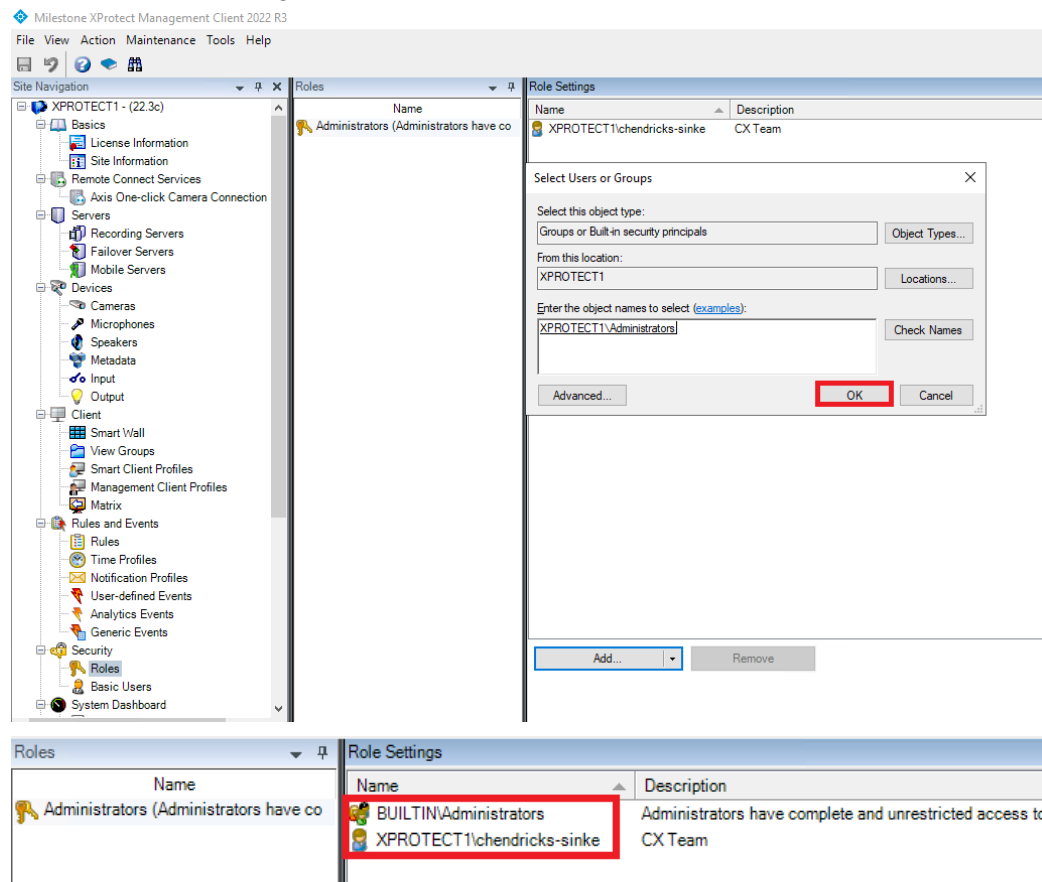 Milestone XProtect Management Client 2022 R3
File View Action Maintenance Tools Help
Site Navigation
XPROTECT1 - (22.3c)
Basics
License Information
Site Information
Remote Connect Services
Axis One-click Camera Connection
Servers
Recording Servers
Failover Servers
Mobile Servers
Devices
Cameras
Microphones
Speakers
Metadata
Input
Output
Client
Smart Wall
View Groups
Smart Client Profiles
Management Client Profiles
Matrix
Rules and Events
Rules
Time Profiles
Notification Profiles
User-defined Events
Analytics Events
Generic Events
Security
Roles
Basic Users
System Dashboard
Roles
Name
Administrators (Administrators have co
Role Settings
Name Description
XPROTECT1\chendricks-sinke CX Team
Select Users or Groups
Select this object type:
Groups or Built-in security principals Object Types...
From this location:
XPROTECT1 Locations...
Enter the object names to select (examples):
XPROTECT1\Administrators Check Names
Advanced... OK Cancel
Add... Remove
Roles
Name
Administrators (Administrators have co
Role Settings
Name Description
BUILTIN\Administrators Administrators have complete and unrestricted access to
XPROTECT1\chendricks-sinke CX Team